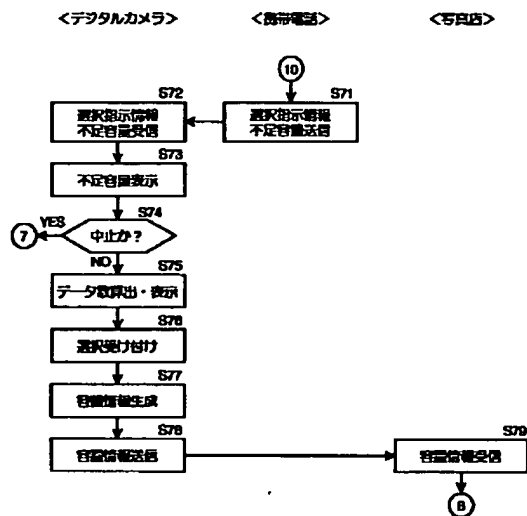 <デジタルカメラ> <携帯電話> <写真店>
10
S72 S71
選択指示情報 選択指示情報
不足容量受信 不足容量送信
S73
不足容量表示
S74
7 YES 中止か?
NO
S75
データ数算出・表示
S76
選択受け付け
S77
容量情報生成
S78 S79
容量情報送信 容量情報受信
8